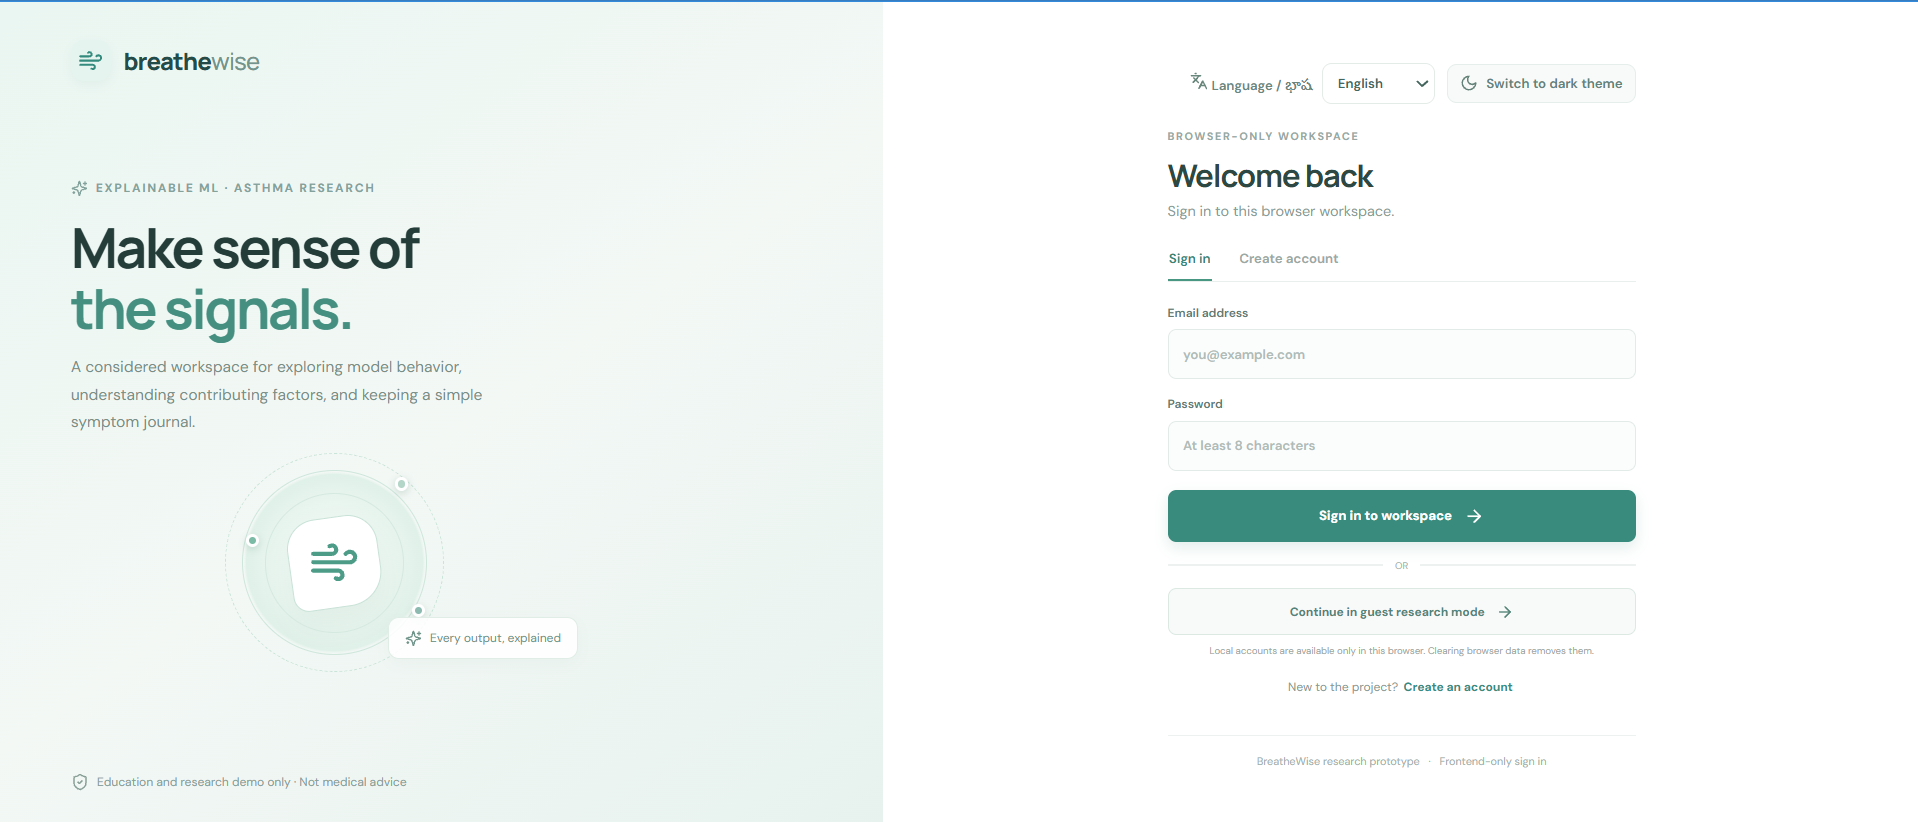 breathewise
EXPLAINABLE ML · ASTHMA RESEARCH
Make sense of
the signals.
A considered workspace for exploring model behavior,
understanding contributing factors, and keeping a simple
symptom journal.
Every output, explained
Education and research demo only · Not medical advice
Language / భాష English Switch to dark theme
BROWSER-ONLY WORKSPACE
Welcome back
Sign in to this browser workspace.
Sign in Create account
Email address
you@example.com
Password
At least 8 characters
Sign in to workspace
OR
Continue in guest research mode
Local accounts are available only in this browser. Clearing browser data removes them.
New to the project? Create an account
BreatheWise research prototype · Frontend-only sign in